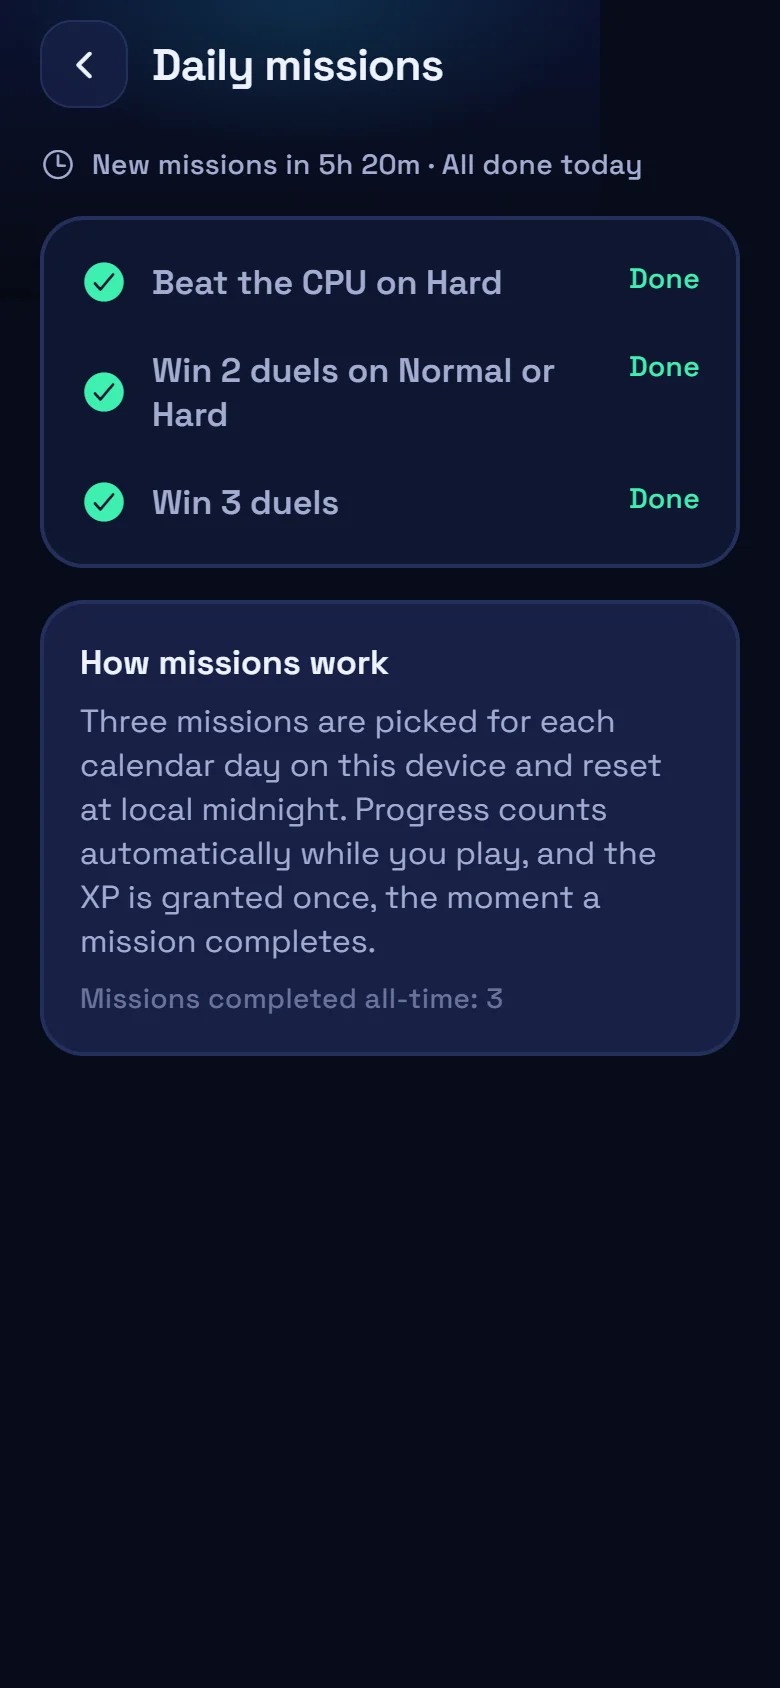 Daily missions
New missions in 5h 20m · All done today
Beat the CPU on Hard Done
Win 2 duels on Normal or Done
Hard
Win 3 duels Done
How missions work
Three missions are picked for each
calendar day on this device and reset
at local midnight. Progress counts
automatically while you play, and the
XP is granted once, the moment a
mission completes.
Missions completed all-time: 3